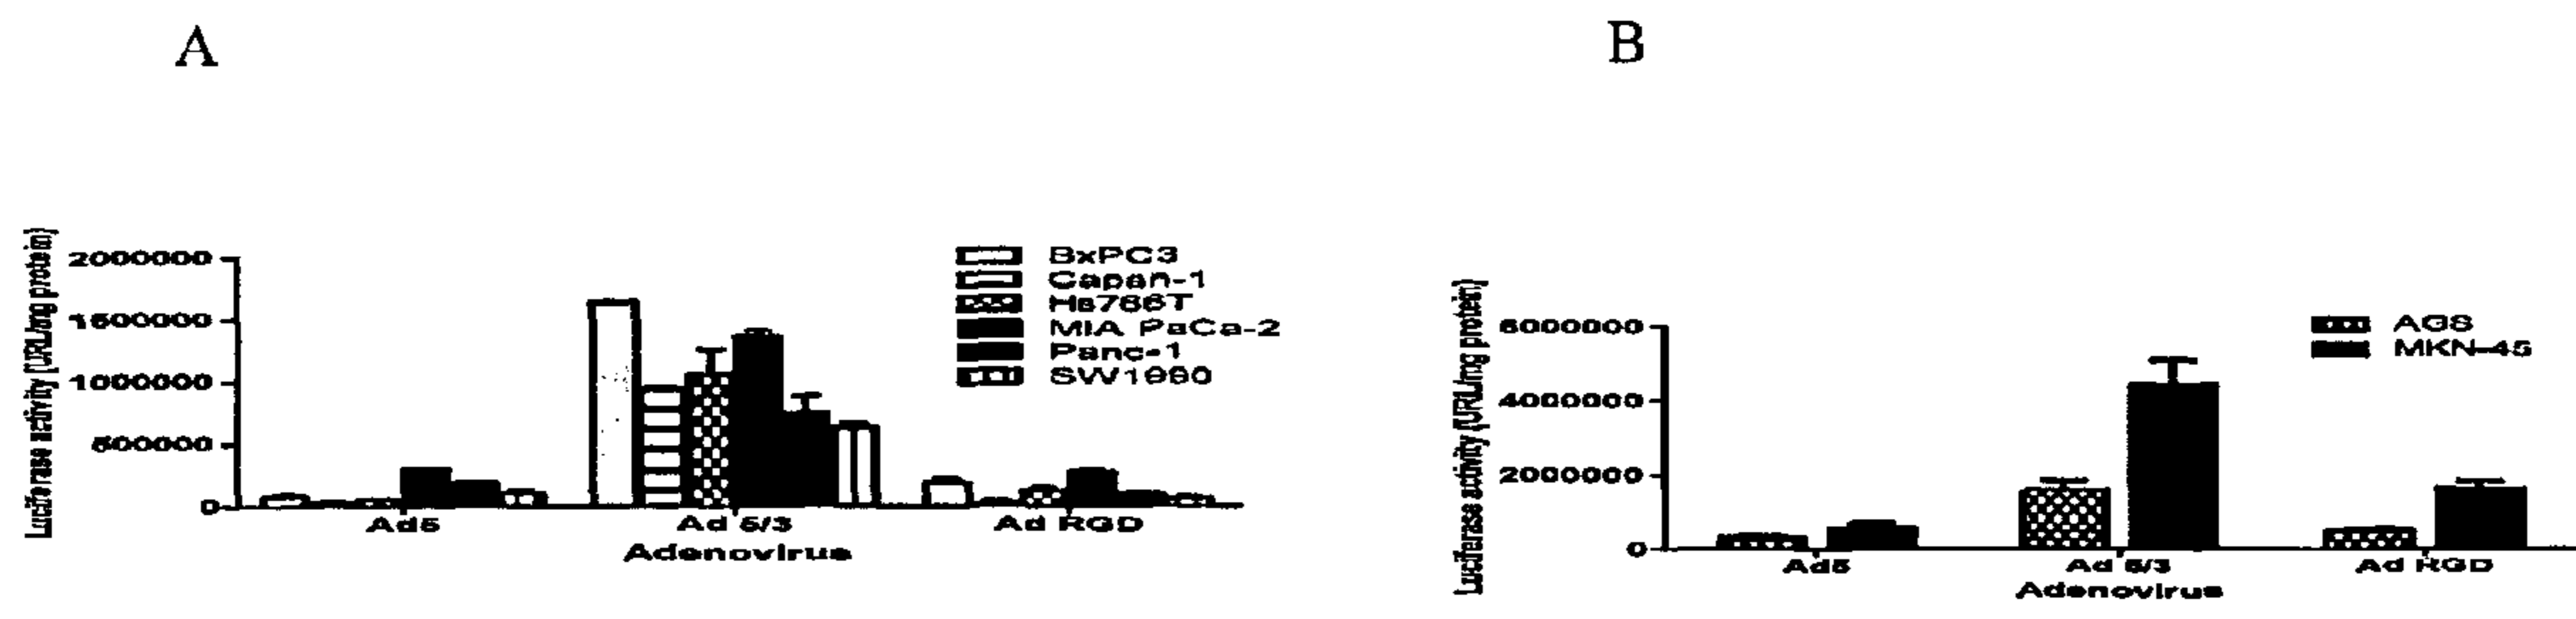 A
B
Luciferase activity [URL/mg protein]
2000000
1500000
1000000
500000
0
Ad5
Ad 5/3
Ad RGD
Adenovirus
BxPC3
Capan-1
Hs766T
MIA PaCa-2
Panc-1
SW1990
Luciferase activity [URL/mg protein]
6000000
4000000
2000000
0
Ad5
Ad 5/3
Ad RGD
Adenovirus
AGS
MKN-45